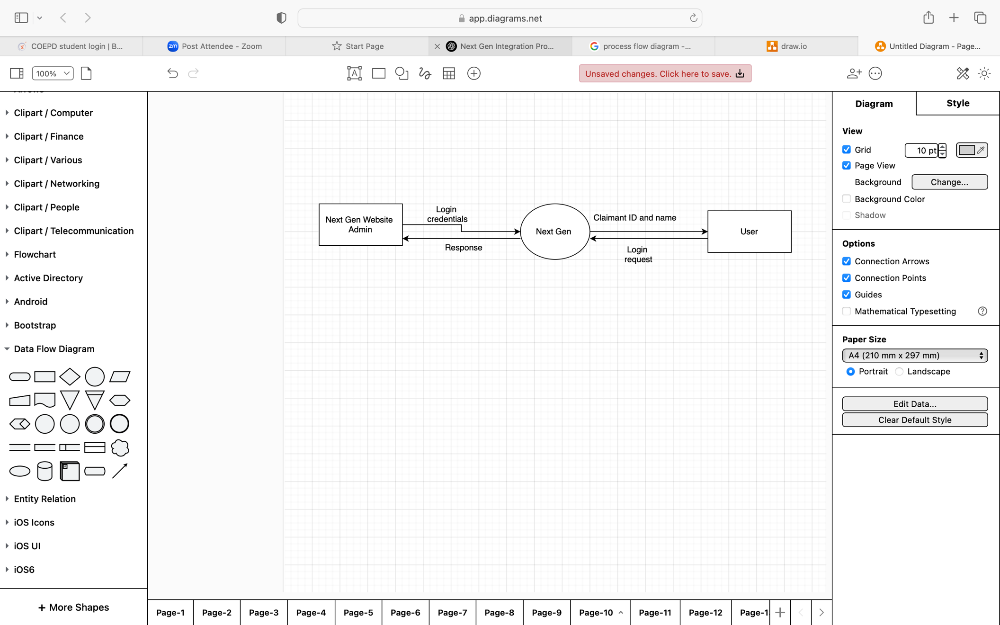 app.diagrams.net
COEPD student login | B...
zm Post Attendee - Zoom
Start Page
Next Gen Integration Pro...
process flow diagram -...
draw.io
Untitled Diagram - Page...
100%
Unsaved changes. Click here to save.
Clipart / Computer
Clipart / Finance
Clipart / Various
Clipart / Networking
Clipart / People
Clipart / Telecommunication
Flowchart
Active Directory
Android
Bootstrap
Data Flow Diagram
Entity Relation
iOS Icons
iOS UI
iOS6
+ More Shapes
Next Gen Website
Admin
Login
credentials
Response
Next Gen
Claimant ID and name
Login
request
User
Diagram
Style
View
Grid
10 pt
Page View
Background
Change...
Background Color
Shadow
Options
Connection Arrows
Connection Points
Guides
Mathematical Typesetting
Paper Size
A4 (210 mm x 297 mm)
Portrait
Landscape
Edit Data...
Clear Default Style
Page-1
Page-2
Page-3
Page-4
Page-5
Page-6
Page-7
Page-8
Page-9
Page-10
Page-11
Page-12
Page-1